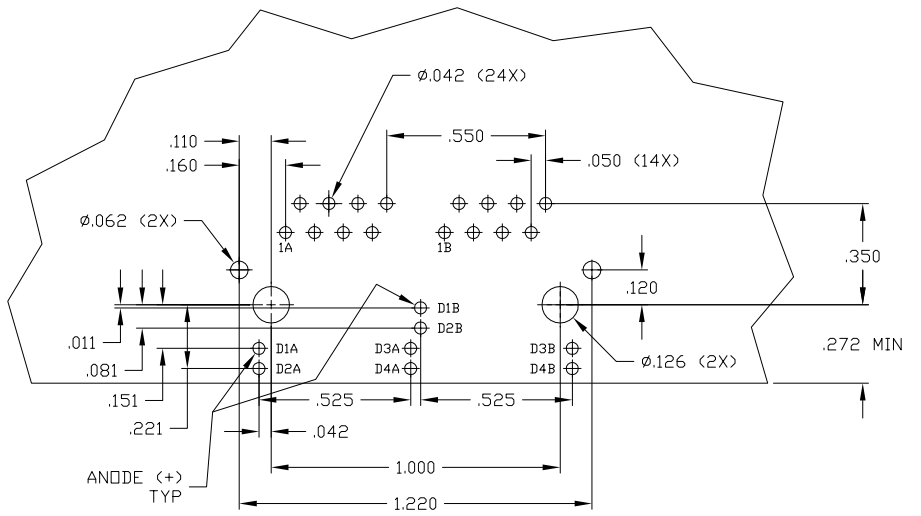 Ø.042 (24X)
.110
.550
.160
.050 (14X)
Ø.062 (2X)
1A
1B
.350
.120
D1B
.011
D2B
.272 MIN
D1A
D3A
D3B
Ø.126 (2X)
.081
D2A
D4A
D4B
.151
.525
.525
.221
.042
ANODE (+)
TYP
1.000
1.220